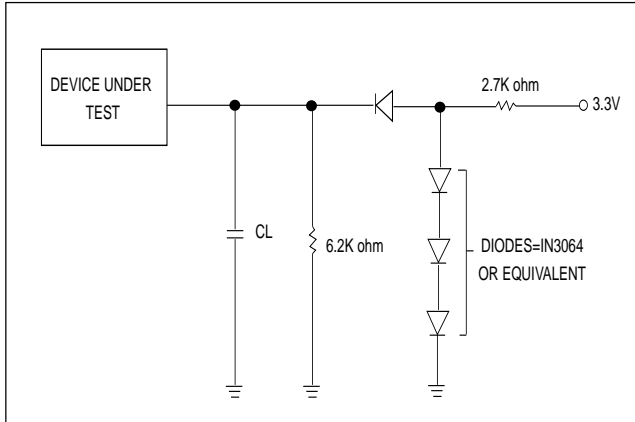 DEVICE UNDER
TEST
2.7K ohm
3.3V
CL
6.2K ohm
DIODES=IN3064
OR EQUIVALENT